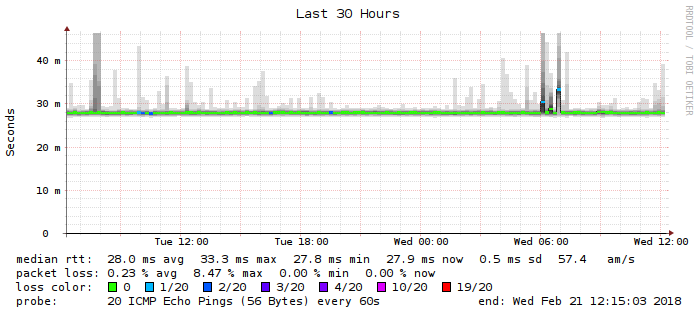 Last 30 Hours
RRDTOOL / TOBI OETIKER
Seconds
40 m
30 m
20 m
10 m
0
Tue 12:00 Tue 18:00 Wed 00:00 Wed 06:00 Wed 12:00
median rtt: 28.0 ms avg 33.3 ms max 27.8 ms min 27.9 ms now 0.5 ms sd 57.4 am/s
packet loss: 0.23 % avg 8.47 % max 0.00 % min 0.00 % now
loss color: 0 1/20 2/20 3/20 4/20 10/20 19/20
probe: 20 ICMP Echo Pings (56 Bytes) every 60s end: Wed Feb 21 12:15:03 2018